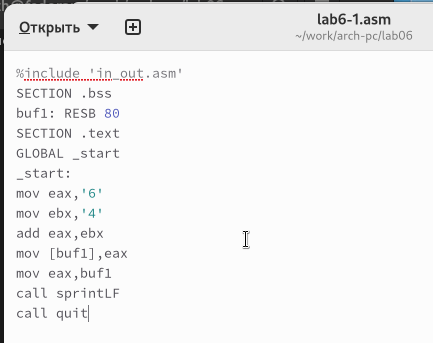 Открыть
lab6-1.asm
~/work/arch-pc/lab06
%include 'in_out.asm'
SECTION .bss
buf1: RESB 80
SECTION .text
GLOBAL _start
_start:
mov eax,'6'
mov ebx,'4'
add eax,ebx
mov [buf1],eax
mov eax,buf1
call sprintLF
call quit